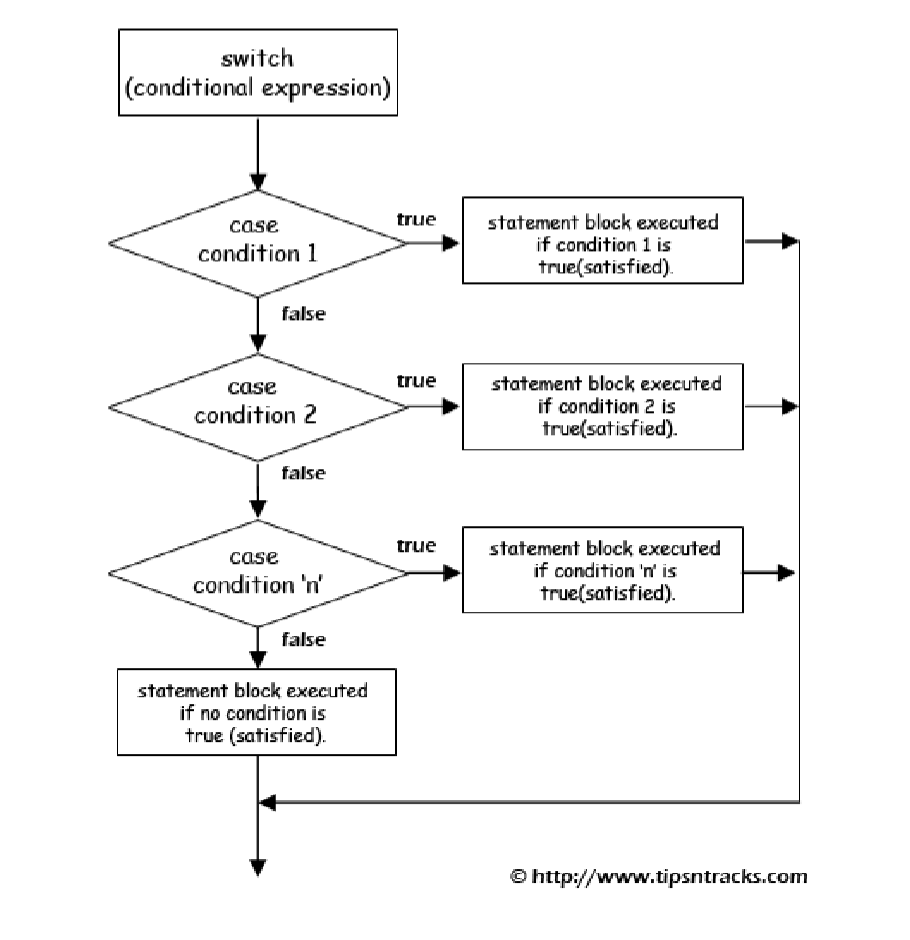 switch
(conditional expression)
case
condition 1
true
statement block executed
if condition 1 is
true(satisfied).
false
case
condition 2
true
statement block executed
if condition 2 is
true(satisfied).
false
case
condition 'n'
true
statement block executed
if condition 'n' is
true(satisfied).
false
statement block executed
if no condition is
true (satisfied).
© http://www.tipsntracks.com